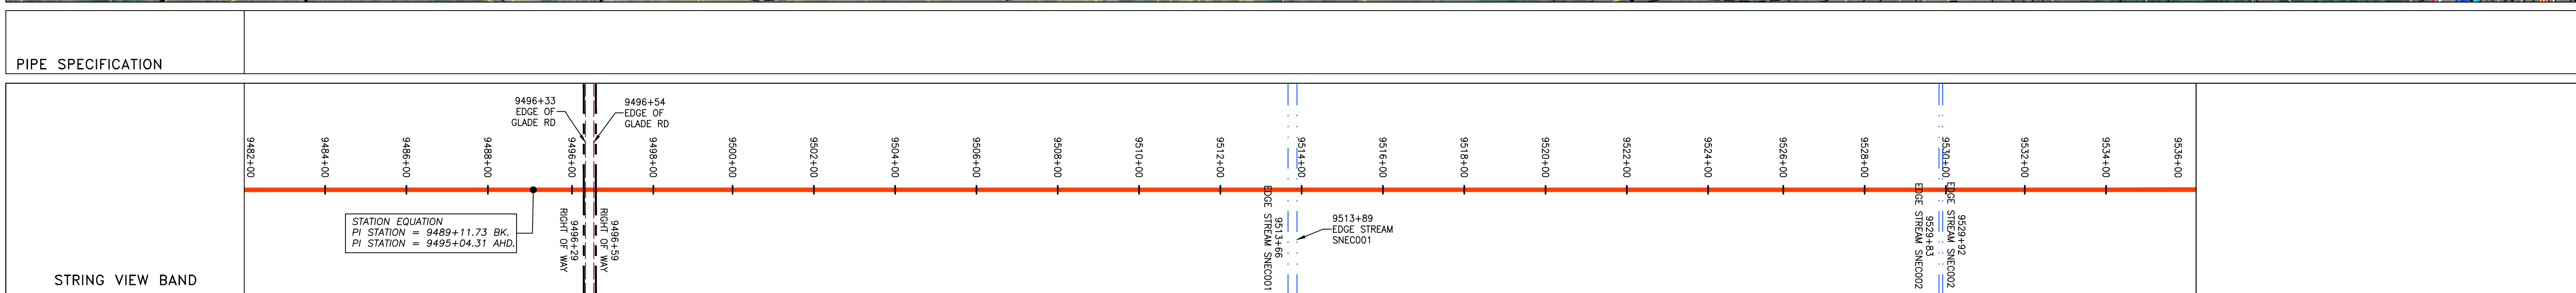 PIPE SPECIFICATION
9496+33
EDGE OF
GLADE RD
9496+54
EDGE OF
GLADE RD
9482+00
9484+00
9486+00
9488+00
9496+00
9498+00
9500+00
9502+00
9504+00
9506+00
9508+00
9510+00
9512+00
9514+00
9516+00
9518+00
9520+00
9522+00
9524+00
9526+00
9528+00
9530+00
9532+00
9534+00
9536+00
STATION EQUATION
PI STATION = 9489+11.73 BK.
PI STATION = 9495+04.31 AHD.
9496+29
RIGHT OF WAY
9496+59
RIGHT OF WAY
9513+66
EDGE STREAM SNEC001
9513+89
EDGE STREAM
SNEC001
9529+83
EDGE STREAM SNEC002
9529+92
EDGE STREAM SNEC002
STRING VIEW BAND